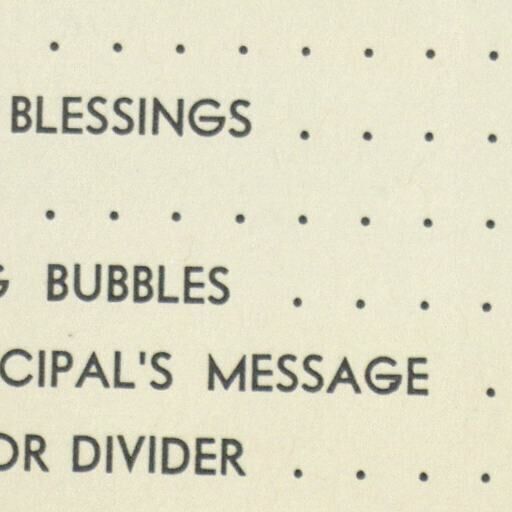 . . . . . . . .
BLESSINGS . . . .
. . . . . . . .
BUBBLES . . . .
CIPAL'S MESSAGE .
OR DIVIDER . . . .